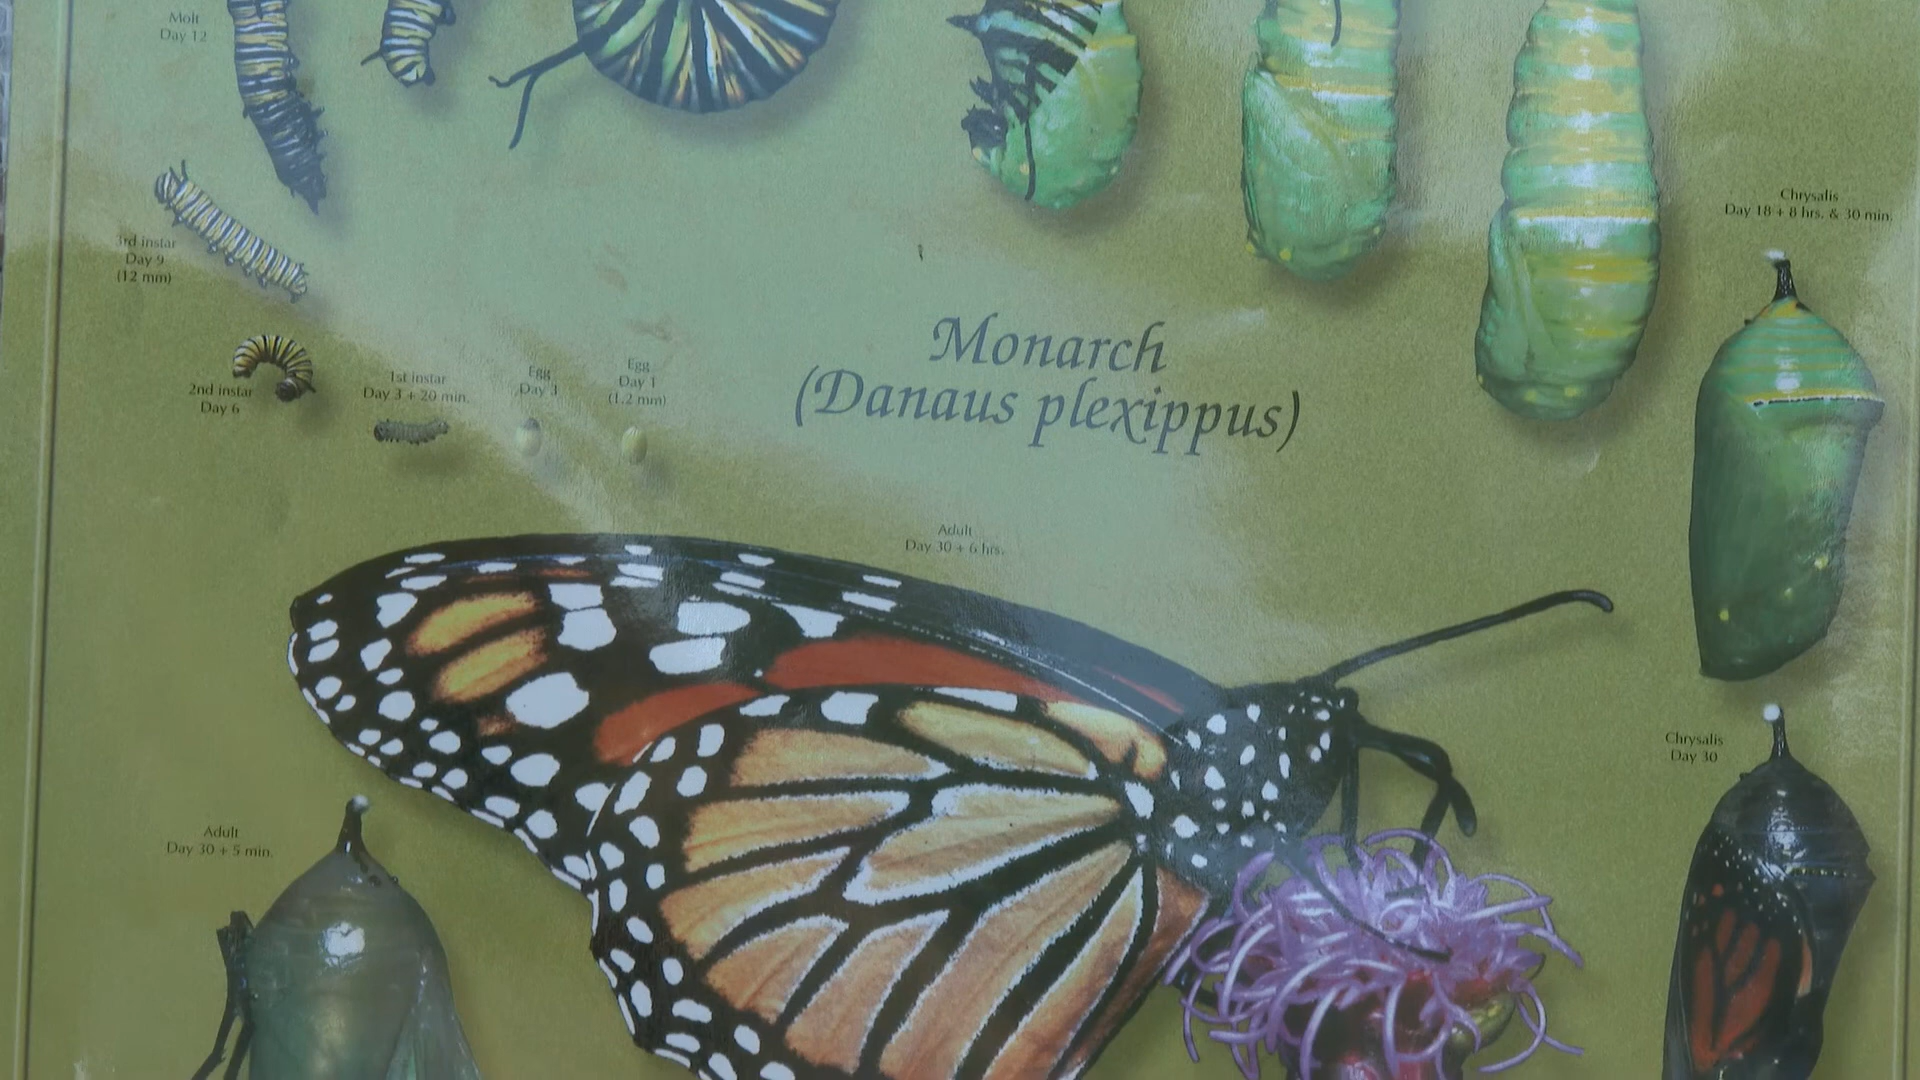 Molt
Day 12
3rd instar
Day 9
(12 mm)
2nd instar
Day 6
1st instar
Day 3 + 20 min.
Egg
Day 3
Egg
Day 1
(1.2 mm)
Monarch
(Danaus plexippus)
Chrysalis
Day 18 + 8 hrs. & 30 min.
Adult
Day 30 + 6 hrs.
Chrysalis
Day 30
Adult
Day 30 + 5 min.